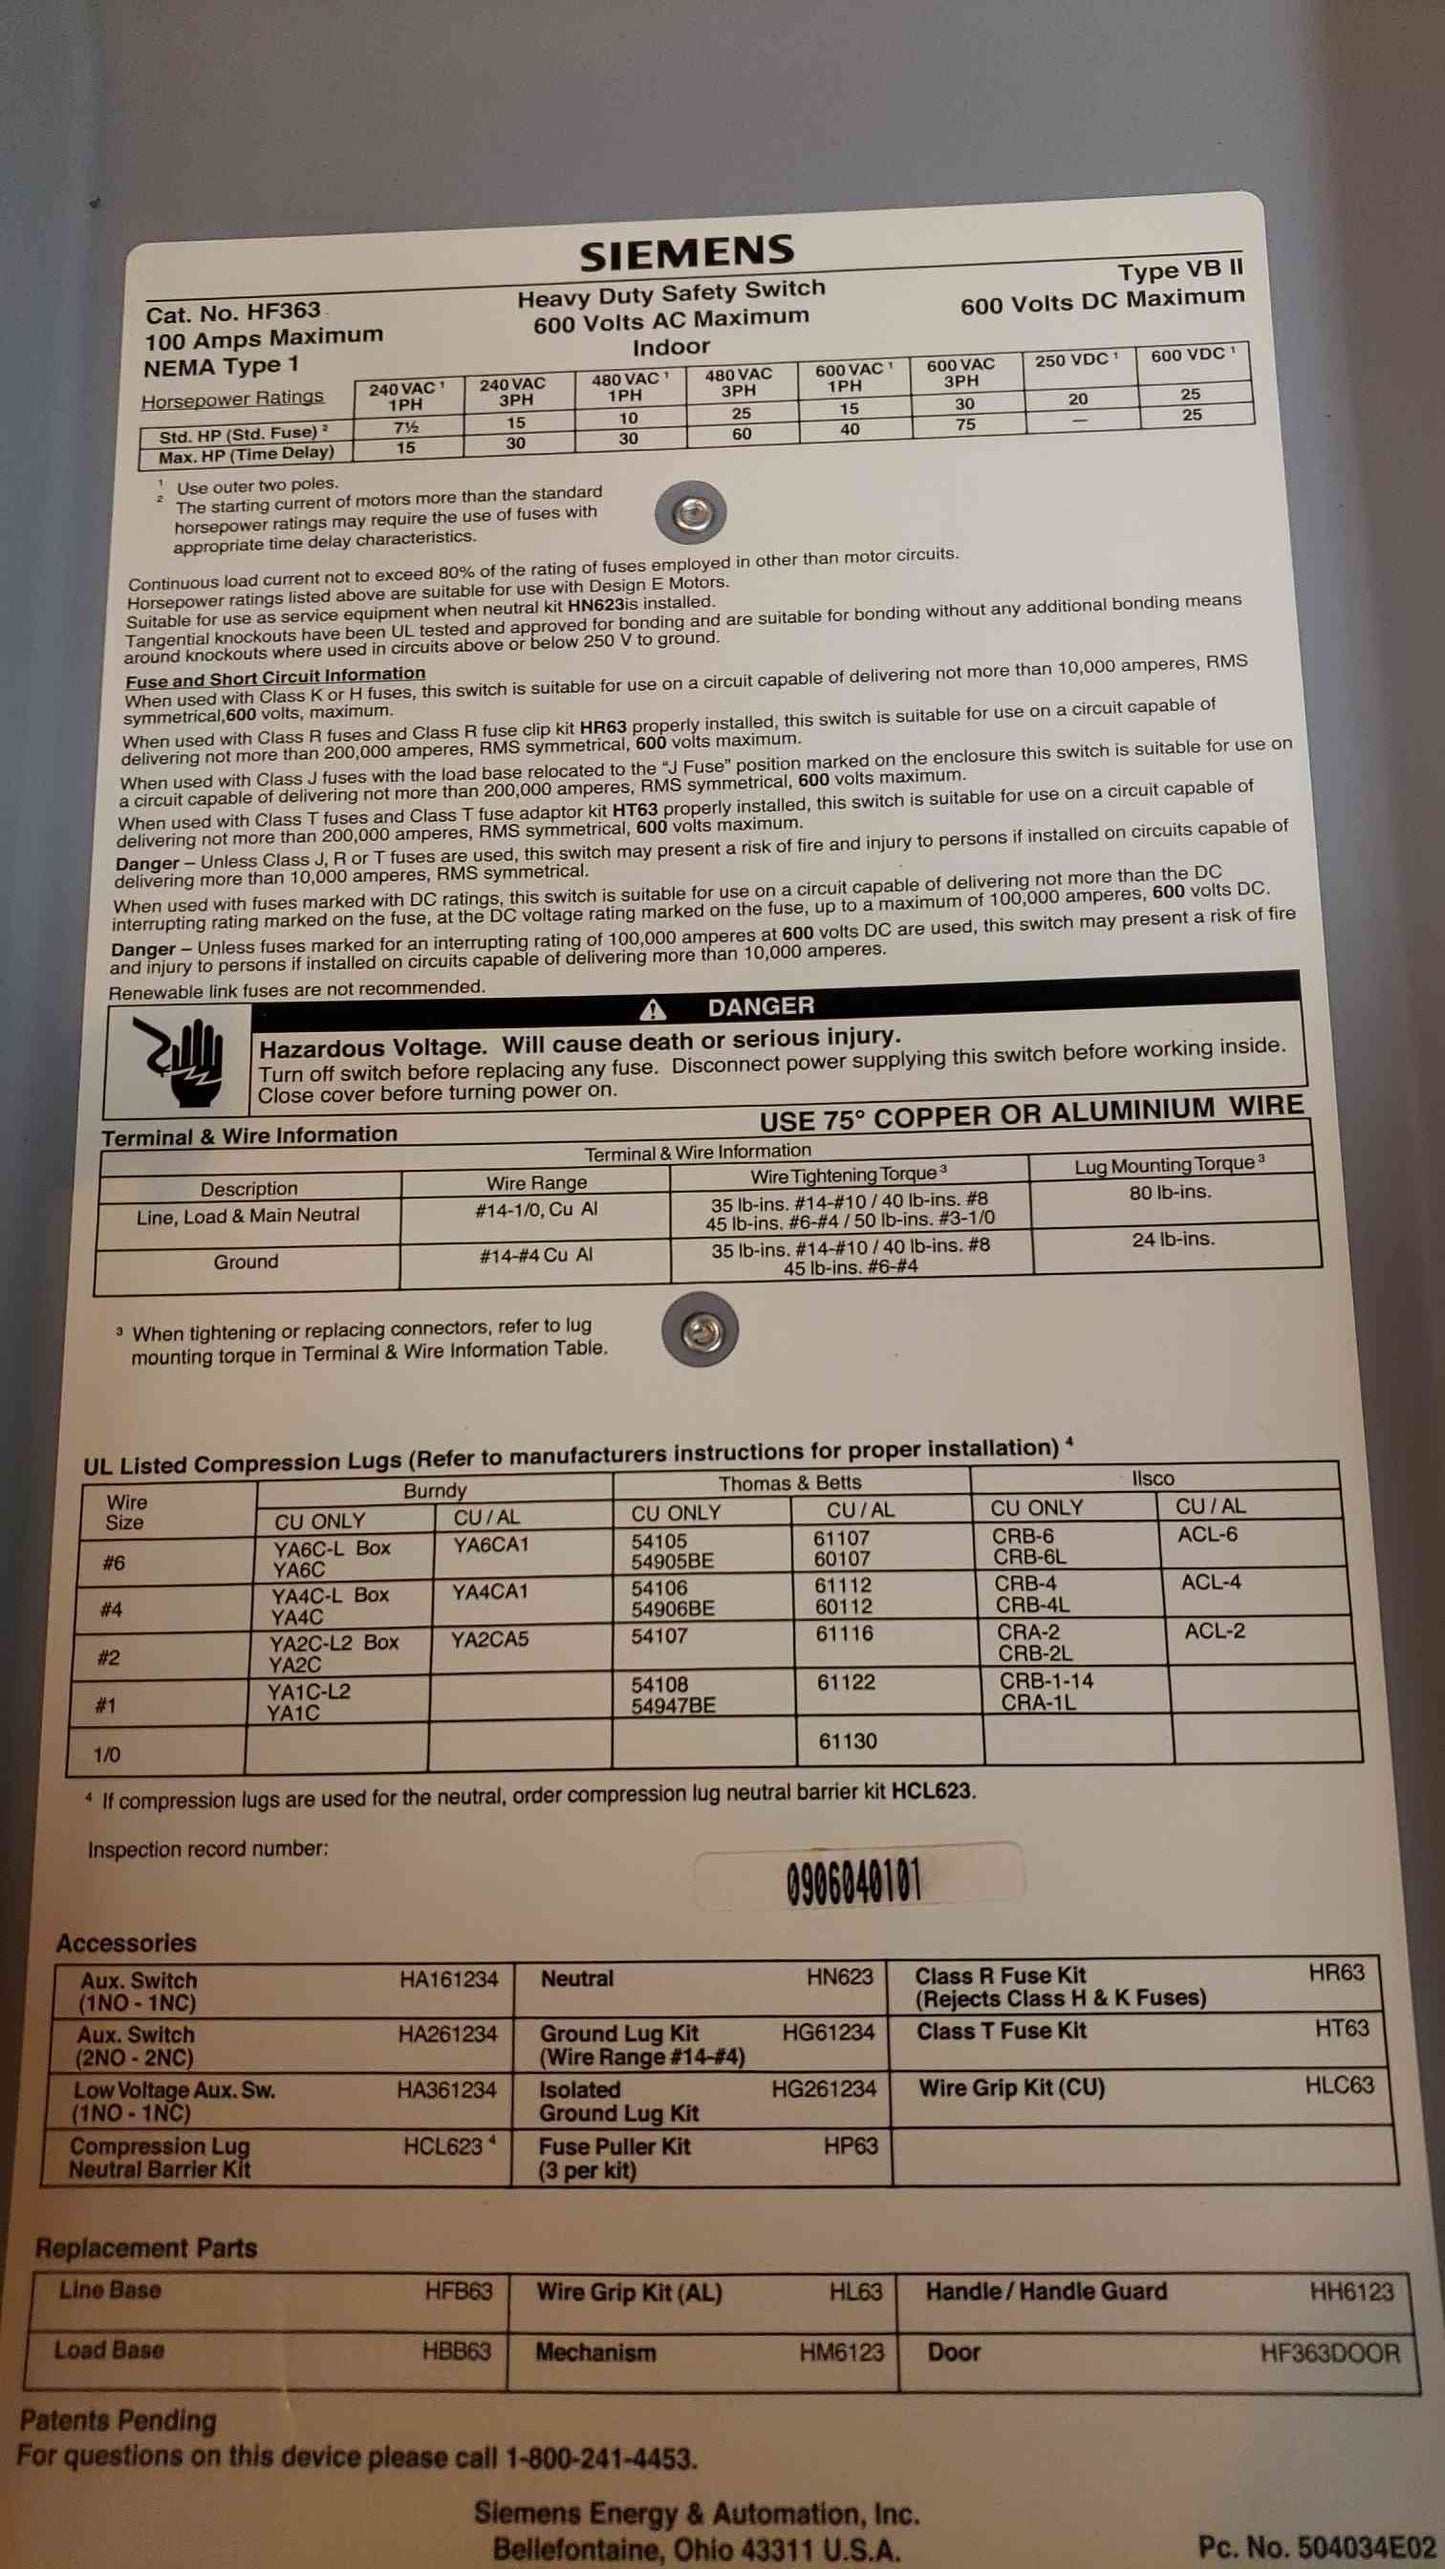 SIEMENS
Cat. No. HF363
100 Amps Maximum
NEMA Type 1
Heavy Duty Safety Switch
600 Volts AC Maximum
Indoor
Type VB II
600 Volts DC Maximum
Horsepower Ratings 240 VAC ¹ 1PH 240 VAC 3PH 480 VAC ¹ 1PH 480 VAC 3PH 600 VAC ¹ 1PH 600 VAC 3PH 250 VDC ¹ 600 VDC ¹
Std. HP (Std. Fuse) ² 7½ 15 10 25 15 30 20 25
Max. HP (Time Delay) 15 30 30 60 40 75 — 25
¹ Use outer two poles.
² The starting current of motors more than the standard
horsepower ratings may require the use of fuses with
appropriate time delay characteristics.
Continuous load current not to exceed 80% of the rating of fuses employed in other than motor circuits.
Horsepower ratings listed above are suitable for use with Design E Motors.
Suitable for use as service equipment when neutral kit HN623is installed.
Tangential knockouts have been UL tested and approved for bonding and are suitable for bonding without any additional bonding means
around knockouts where used in circuits above or below 250 V to ground.
Fuse and Short Circuit Information
When used with Class K or H fuses, this switch is suitable for use on a circuit capable of delivering not more than 10,000 amperes, RMS
symmetrical,600 volts, maximum.
When used with Class R fuses and Class R fuse clip kit HR63 properly installed, this switch is suitable for use on a circuit capable of
delivering not more than 200,000 amperes, RMS symmetrical, 600 volts maximum.
When used with Class J fuses with the load base relocated to the “J Fuse” position marked on the enclosure this switch is suitable for use on
a circuit capable of delivering not more than 200,000 amperes, RMS symmetrical, 600 volts maximum.
When used with Class T fuses and Class T fuse adaptor kit HT63 properly installed, this switch is suitable for use on a circuit capable of
delivering not more than 200,000 amperes, RMS symmetrical, 600 volts maximum.
Danger – Unless Class J, R or T fuses are used, this switch may present a risk of fire and injury to persons if installed on circuits capable of
delivering more than 10,000 amperes, RMS symmetrical.
When used with fuses marked with DC ratings, this switch is suitable for use on a circuit capable of delivering not more than the DC
interrupting rating marked on the fuse, at the DC voltage rating marked on the fuse, up to a maximum of 100,000 amperes, 600 volts DC.
Danger – Unless fuses marked for an interrupting rating of 100,000 amperes at 600 volts DC are used, this switch may present a risk of fire
and injury to persons if installed on circuits capable of delivering more than 10,000 amperes.
Renewable link fuses are not recommended.
DANGER
Hazardous Voltage. Will cause death or serious injury.
Turn off switch before replacing any fuse. Disconnect power supplying this switch before working inside.
Close cover before turning power on.
Terminal & Wire Information USE 75° COPPER OR ALUMINIUM WIRE
Terminal & Wire Information
Description Wire Range Wire Tightening Torque ³ Lug Mounting Torque ³
Line, Load & Main Neutral #14-1/0, Cu Al 35 lb-ins. #14-#10 / 40 lb-ins. #8 80 lb-ins.
45 lb-ins. #6-#4 / 50 lb-ins. #3-1/0
Ground #14-#4 Cu Al 35 lb-ins. #14-#10 / 40 lb-ins. #8 24 lb-ins.
45 lb-ins. #6-#4
³ When tightening or replacing connectors, refer to lug
mounting torque in Terminal & Wire Information Table.
UL Listed Compression Lugs (Refer to manufacturers instructions for proper installation) ⁴
Wire Size Burndy Thomas & Betts Ilsco
CU ONLY CU / AL CU ONLY CU / AL CU ONLY CU / AL
#6 YA6C-L Box YA6CA1 54105 61107 CRB-6 ACL-6
YA6C 54905BE 60107 CRB-6L
#4 YA4C-L Box YA4CA1 54106 61112 CRB-4 ACL-4
YA4C 54906BE 60112 CRB-4L
#2 YA2C-L2 Box YA2CA5 54107 61116 CRA-2 ACL-2
YA2C CRB-2L
#1 YA1C-L2 54108 61122 CRB-1-14
YA1C 54947BE CRA-1L
1/0 61130
⁴ If compression lugs are used for the neutral, order compression lug neutral barrier kit HCL623.
Inspection record number:
0906040101
Accessories
Aux. Switch HA161234 Neutral HN623 Class R Fuse Kit HR63
(1NO - 1NC) (Rejects Class H & K Fuses)
Aux. Switch HA261234 Ground Lug Kit HG61234 Class T Fuse Kit HT63
(2NO - 2NC) (Wire Range #14-#4)
Low Voltage Aux. Sw. HA361234 Isolated HG261234 Wire Grip Kit (CU) HLC63
(1NO - 1NC) Ground Lug Kit
Compression Lug HCL623 ⁴ Fuse Puller Kit HP63
Neutral Barrier Kit (3 per kit)
Replacement Parts
Line Base HFB63 Wire Grip Kit (AL) HL63 Handle / Handle Guard HH6123
Load Base HBB63 Mechanism HM6123 Door HF363DOOR
Patents Pending
For questions on this device please call 1-800-241-4453.
Siemens Energy & Automation, Inc.
Bellefontaine, Ohio 43311 U.S.A.
Pc. No. 504034E02